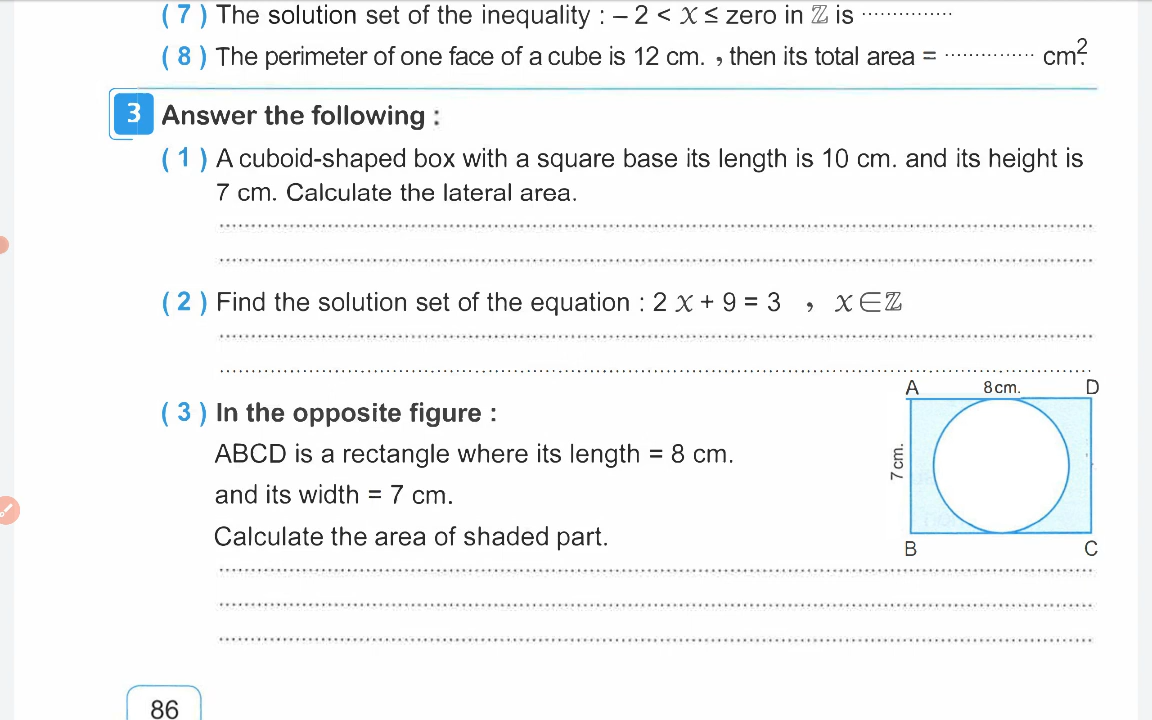 ( 7 ) The solution set of the inequality : – 2 < x ≤ zero in ℤ is ...............
( 8 ) The perimeter of one face of a cube is 12 cm. , then its total area = ............... cm².
3 Answer the following :
( 1 ) A cuboid-shaped box with a square base its length is 10 cm. and its height is
7 cm. Calculate the lateral area.
( 2 ) Find the solution set of the equation : 2 x + 9 = 3 , x ∈ ℤ
( 3 ) In the opposite figure :
ABCD is a rectangle where its length = 8 cm.
and its width = 7 cm.
Calculate the area of shaded part.
A 8 cm. D
7 cm.
B C
86